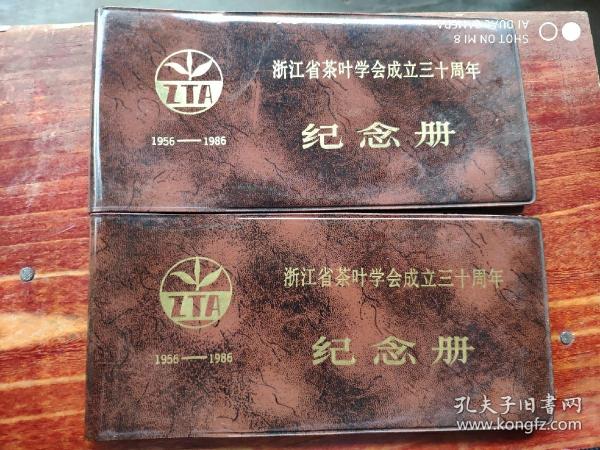 SHOT ON MI 8
AI DUAL CAMERA
浙江省茶叶学会成立三十周年
ZTA
1956——1986
纪念册
浙江省茶叶学会成立三十周年
ZTA
1956——1986
纪念册
孔夫子旧书网
www.kongfz.com